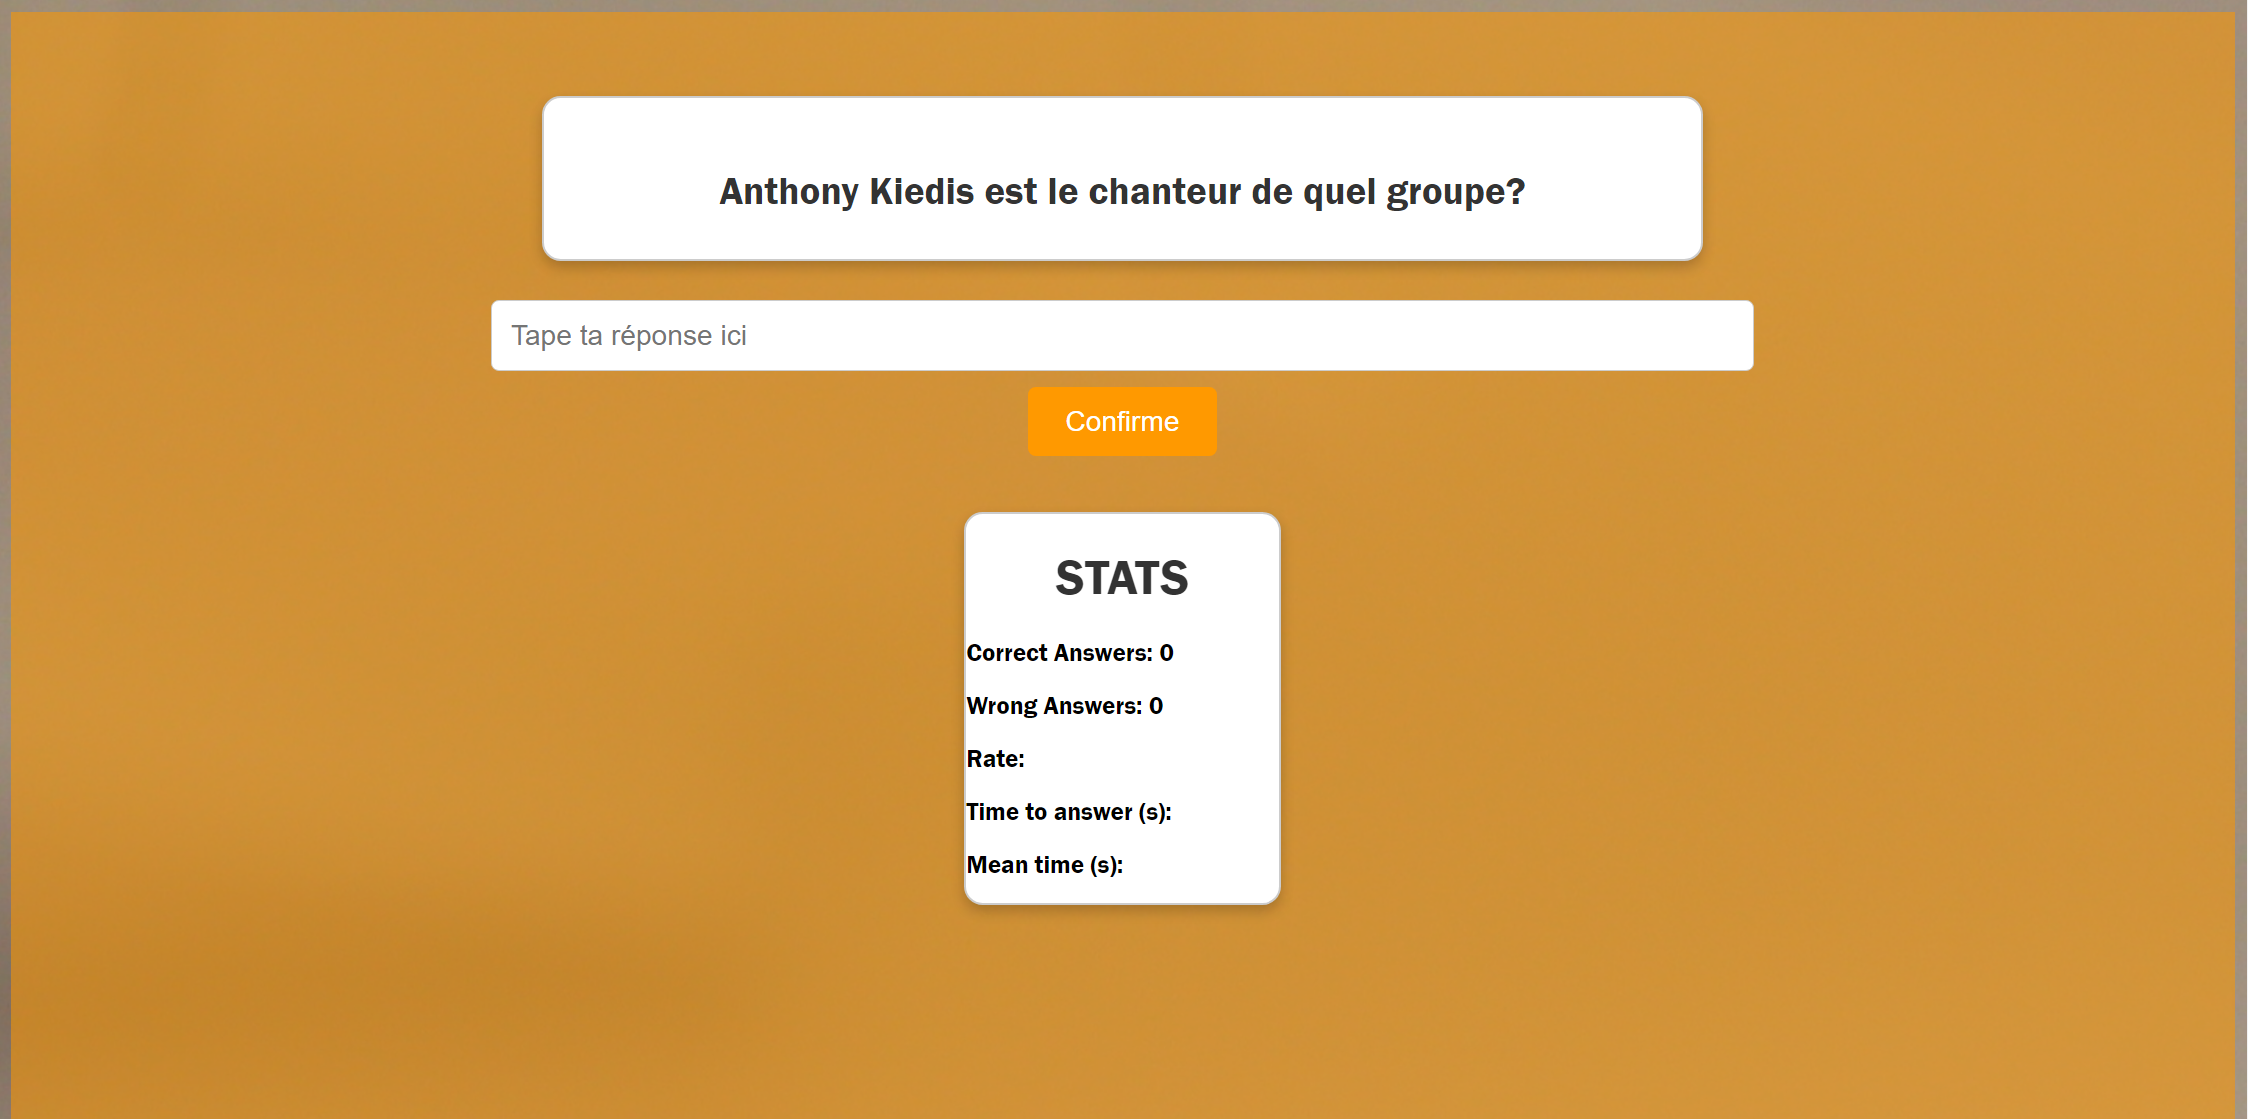 Anthony Kiedis est le chanteur de quel groupe?
Tape ta réponse ici
Confirme
STATS
Correct Answers: 0
Wrong Answers: 0
Rate:
Time to answer (s):
Mean time (s):